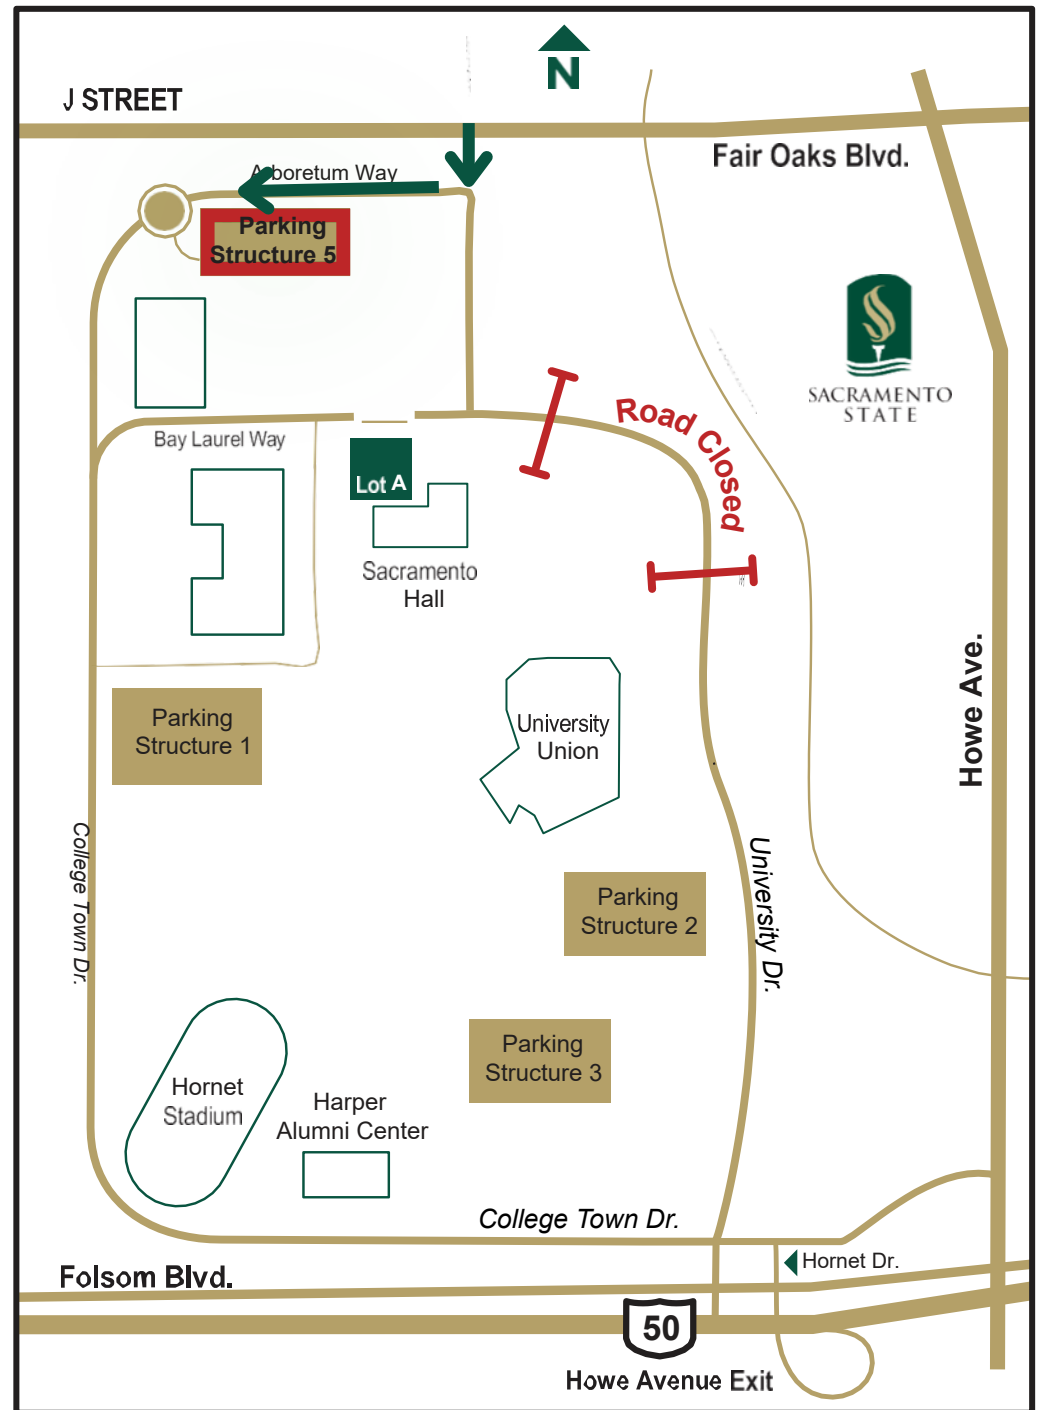 N
J STREET
Fair Oaks Blvd.
Arboretum Way
Parking
Structure 5
SACRAMENTO
STATE
Road Closed
Bay Laurel Way
Lot A
Sacramento
Hall
Howe Ave.
Parking
Structure 1
University
Union
College Town Dr.
University Dr.
Parking
Structure 2
Parking
Structure 3
Hornet
Stadium
Harper
Alumni Center
College Town Dr.
Hornet Dr.
Folsom Blvd.
50
Howe Avenue Exit